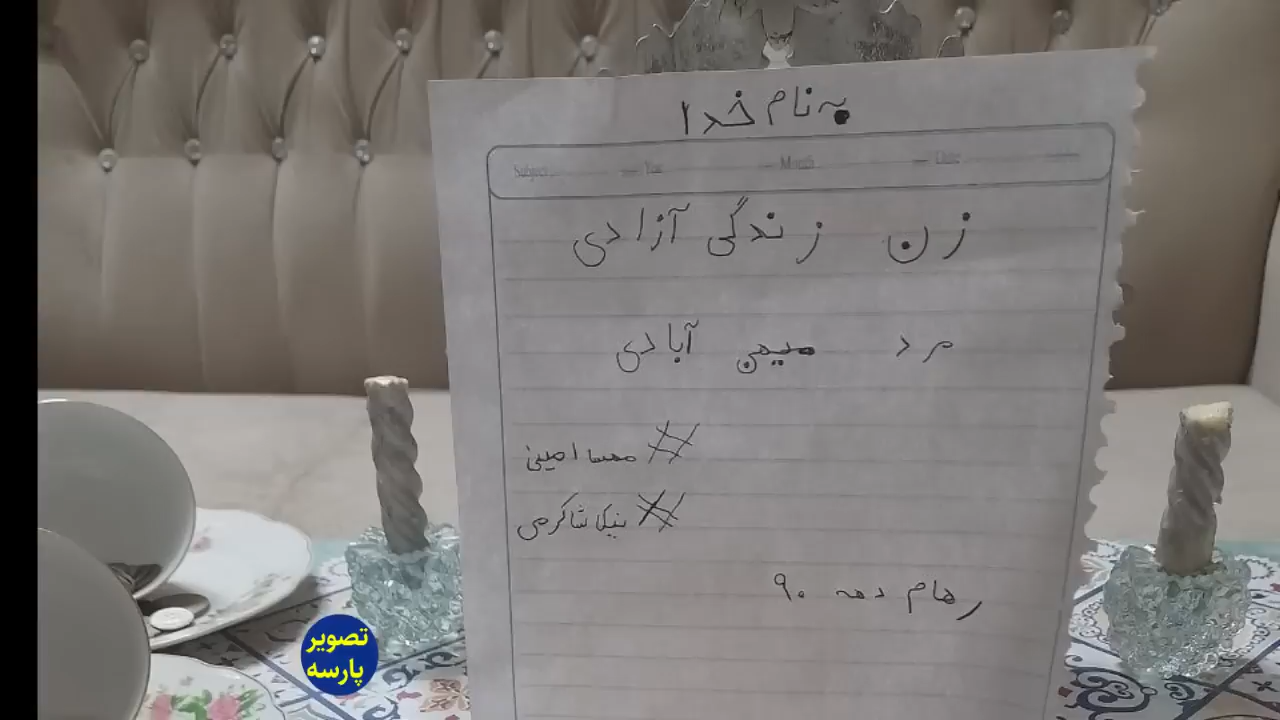 به نام خدا
Subject Year Month Date
زن زندگی آزادی
مرد میهن آبادی
# مهسا امینی
# نیکا شاکرمی
رهام دهه ۹۰
تصویر
پارسه